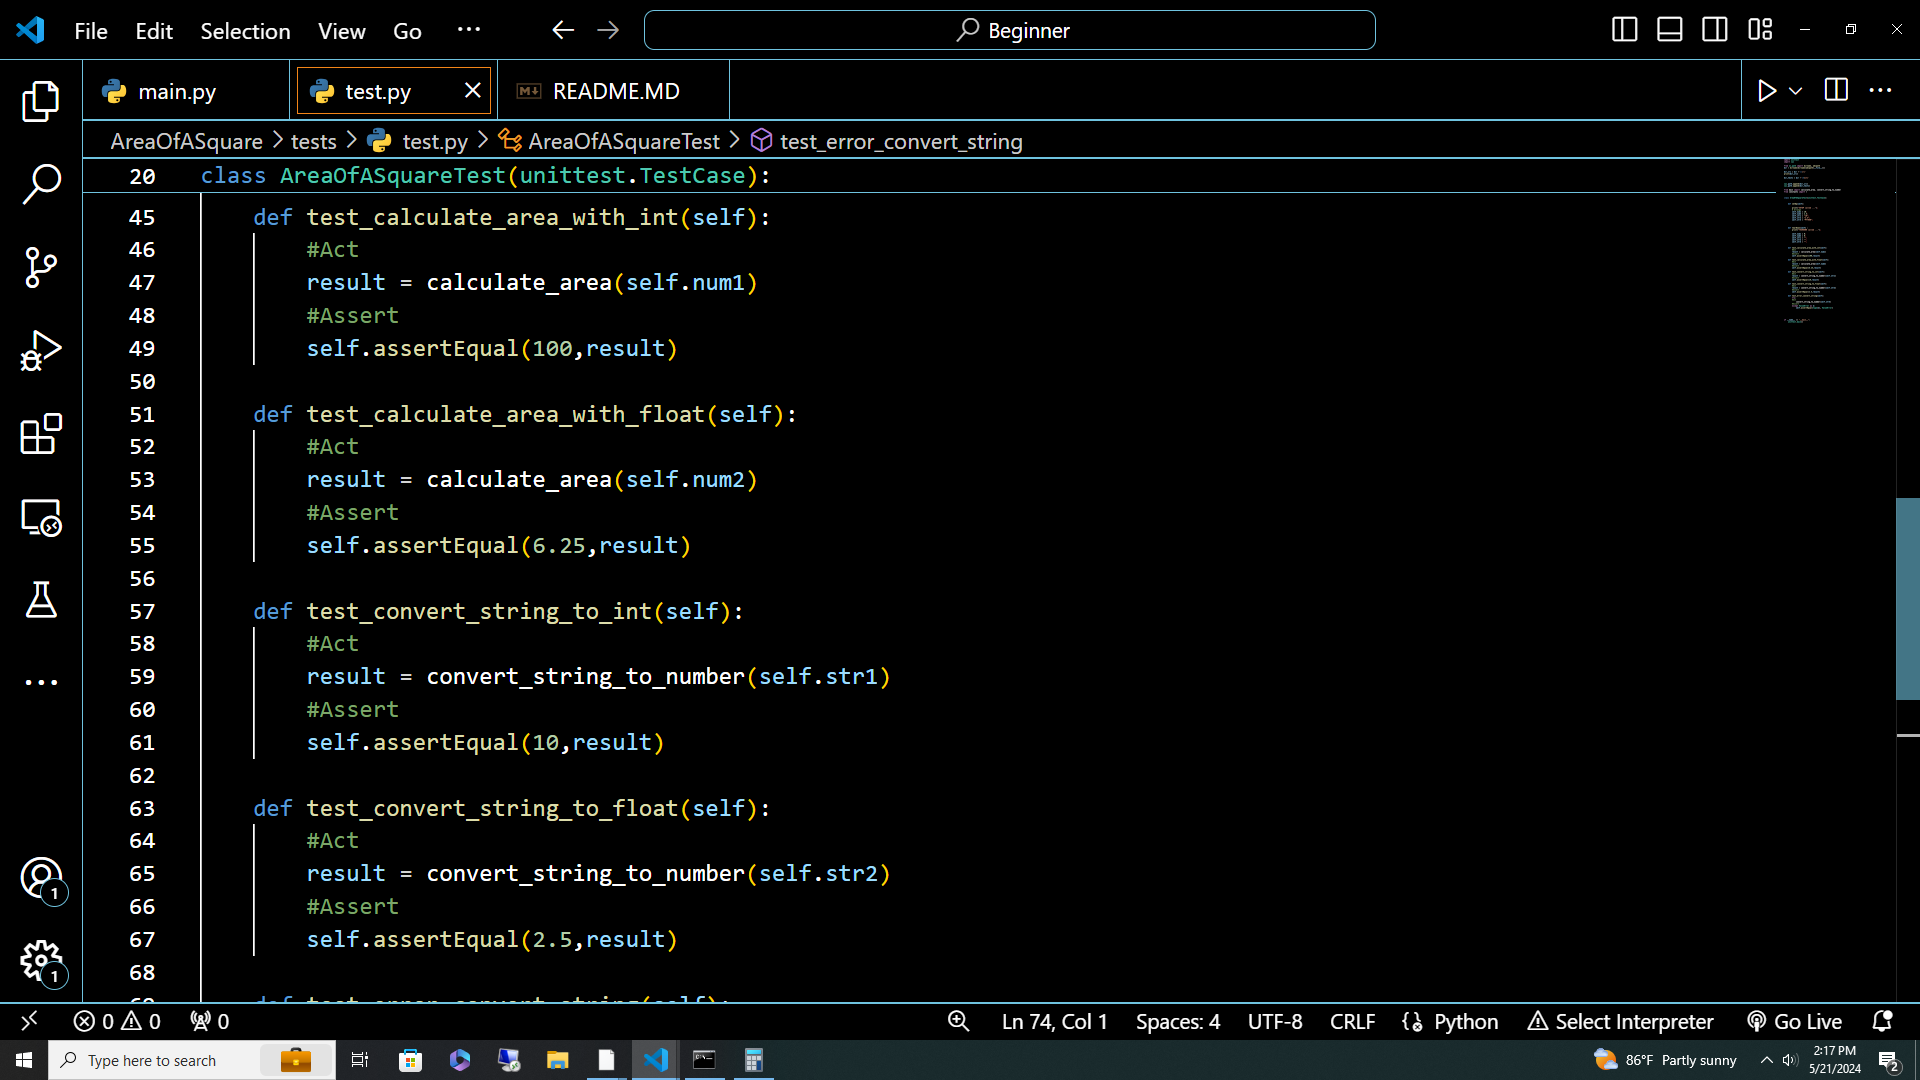 File Edit Selection View Go ··· Beginner
main.py test.py README.MD
AreaOfASquare > tests > test.py > AreaOfASquareTest > test_error_convert_string
20 class AreaOfASquareTest(unittest.TestCase):
45 def test_calculate_area_with_int(self):
46 #Act
47 result = calculate_area(self.num1)
48 #Assert
49 self.assertEqual(100,result)
50
51 def test_calculate_area_with_float(self):
52 #Act
53 result = calculate_area(self.num2)
54 #Assert
55 self.assertEqual(6.25,result)
56
57 def test_convert_string_to_int(self):
58 #Act
59 result = convert_string_to_number(self.str1)
60 #Assert
61 self.assertEqual(10,result)
62
63 def test_convert_string_to_float(self):
64 #Act
65 result = convert_string_to_number(self.str2)
66 #Assert
67 self.assertEqual(2.5,result)
68
69 def test_error_convert_string(self):
1
1
0 0 0 Ln 74, Col 1 Spaces: 4 UTF-8 CRLF Python Select Interpreter Go Live
Type here to search 86°F Partly sunny 2:17 PM
5/21/2024 2